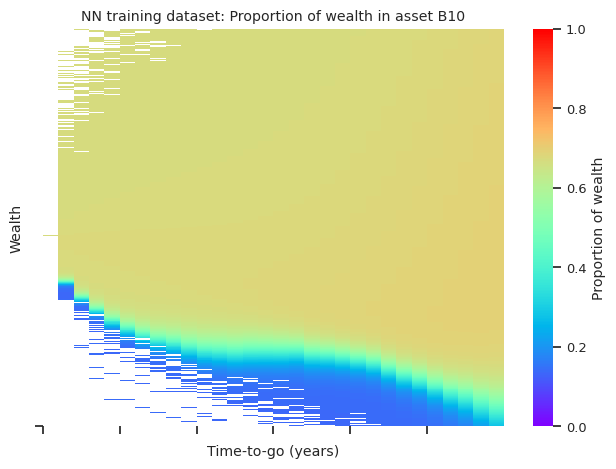 NN training dataset: Proportion of wealth in asset B10
Wealth
Time-to-go (years)
1.0
0.8
0.6
0.4
0.2
0.0
Proportion of wealth